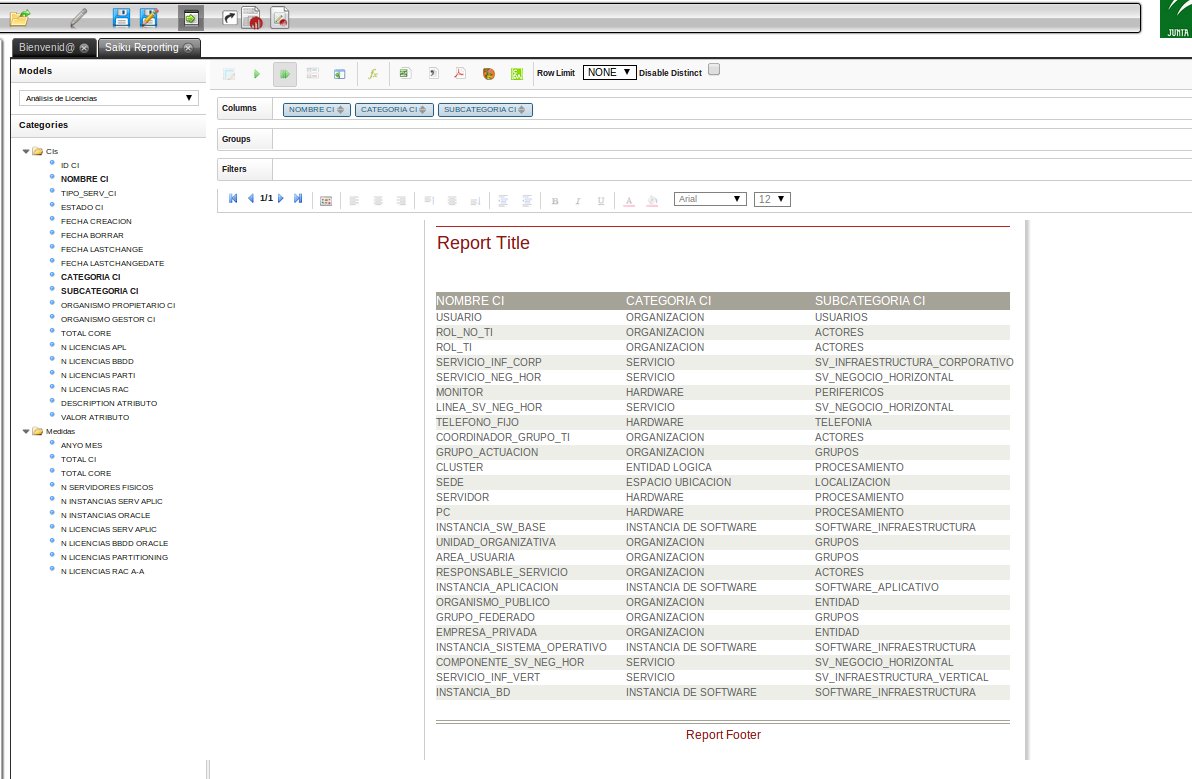 JUNTA
Bienvenid@ Saiku Reporting
Models
Análisis de Licencias
Categories
CIs
ID CI
NOMBRE CI
TIPO_SERV_CI
ESTADO CI
FECHA CREACION
FECHA BORRAR
FECHA LASTCHANGE
FECHA LASTCHANGEDATE
CATEGORIA CI
SUBCATEGORIA CI
ORGANISMO PROPIETARIO CI
ORGANISMO GESTOR CI
TOTAL CORE
N LICENCIAS APL
N LICENCIAS BBDD
N LICENCIAS PARTI
N LICENCIAS RAC
DESCRIPTION ATRIBUTO
VALOR ATRIBUTO
Medidas
ANYO MES
TOTAL CI
TOTAL CORE
N SERVIDORES FISICOS
N INSTANCIAS SERV APLIC
N INSTANCIAS ORACLE
N LICENCIAS SERV APLIC
N LICENCIAS BBDD ORACLE
N LICENCIAS PARTITIONING
N LICENCIAS RAC A-A
Row Limit NONE Disable Distinct
Columns NOMBRE CI CATEGORIA CI SUBCATEGORIA CI
Groups
Filters
1/1 B I U A Arial 12
Report Title
NOMBRE CI CATEGORIA CI SUBCATEGORIA CI
USUARIO ORGANIZACION USUARIOS
ROL_NO_TI ORGANIZACION ACTORES
ROL_TI ORGANIZACION ACTORES
SERVICIO_INF_CORP SERVICIO SV_INFRAESTRUCTURA_CORPORATIVO
SERVICIO_NEG_HOR SERVICIO SV_NEGOCIO_HORIZONTAL
MONITOR HARDWARE PERIFERICOS
LINEA_SV_NEG_HOR SERVICIO SV_NEGOCIO_HORIZONTAL
TELEFONO_FIJO HARDWARE TELEFONIA
COORDINADOR_GRUPO_TI ORGANIZACION ACTORES
GRUPO_ACTUACION ORGANIZACION GRUPOS
CLUSTER ENTIDAD LOGICA PROCESAMIENTO
SEDE ESPACIO UBICACION LOCALIZACION
SERVIDOR HARDWARE PROCESAMIENTO
PC HARDWARE PROCESAMIENTO
INSTANCIA_SW_BASE INSTANCIA DE SOFTWARE SOFTWARE_INFRAESTRUCTURA
UNIDAD_ORGANIZATIVA ORGANIZACION GRUPOS
AREA_USUARIA ORGANIZACION GRUPOS
RESPONSABLE_SERVICIO ORGANIZACION ACTORES
INSTANCIA_APLICACION INSTANCIA DE SOFTWARE SOFTWARE_APLICATIVO
ORGANISMO_PUBLICO ORGANIZACION ENTIDAD
GRUPO_FEDERADO ORGANIZACION GRUPOS
EMPRESA_PRIVADA ORGANIZACION ENTIDAD
INSTANCIA_SISTEMA_OPERATIVO INSTANCIA DE SOFTWARE SOFTWARE_INFRAESTRUCTURA
COMPONENTE_SV_NEG_HOR SERVICIO SV_NEGOCIO_HORIZONTAL
SERVICIO_INF_VERT SERVICIO SV_INFRAESTRUCTURA_VERTICAL
INSTANCIA_BD INSTANCIA DE SOFTWARE SOFTWARE_INFRAESTRUCTURA
Report Footer